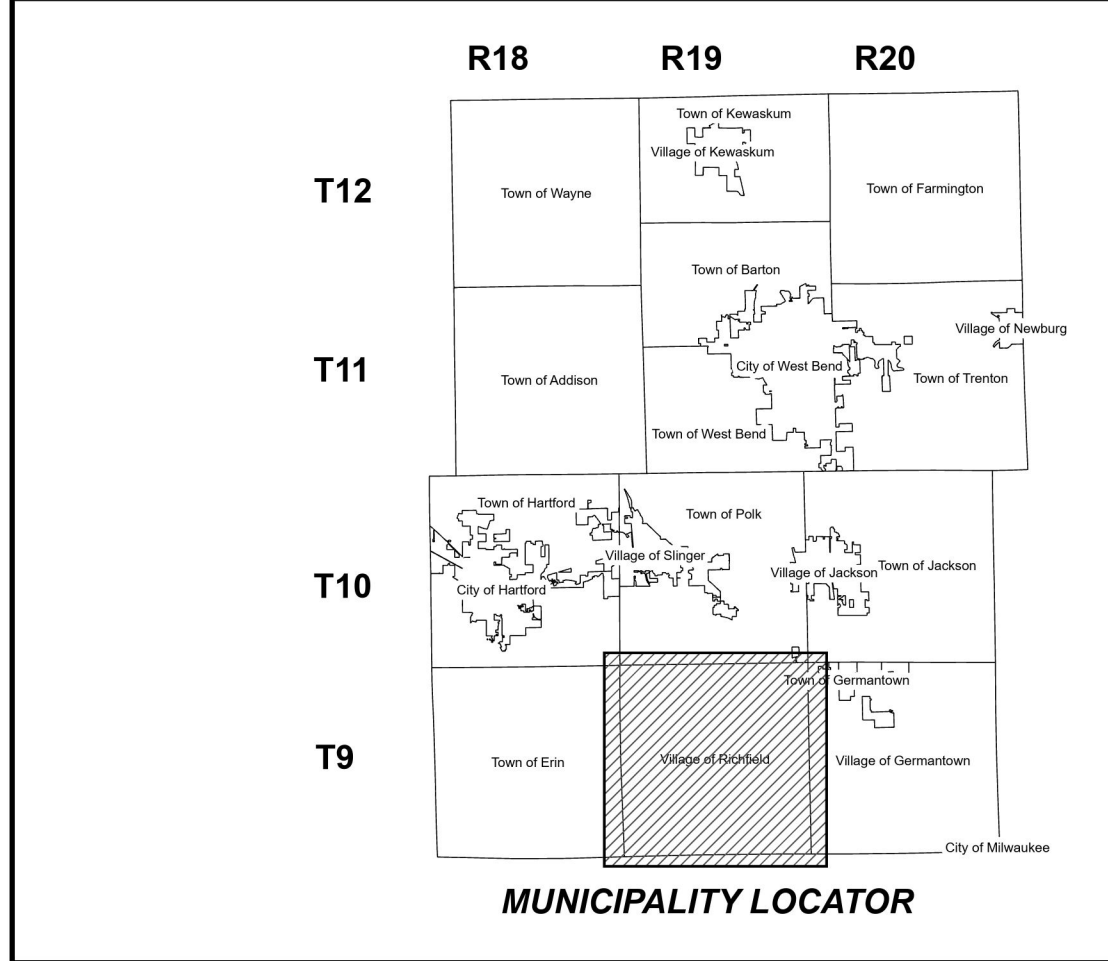 R18 R19 R20
Town of Kewaskum
Village of Kewaskum
T12
Town of Wayne
Town of Farmington
Town of Barton
Village of Newburg
T11
City of West Bend
Town of Addison
Town of Trenton
Town of West Bend
Town of Hartford
Town of Polk
Village of Slinger
Town of Jackson
Village of Jackson
T10
City of Hartford
Town of Germantown
T9
Town of Erin
Village of Richfield
Village of Germantown
City of Milwaukee
MUNICIPALITY LOCATOR